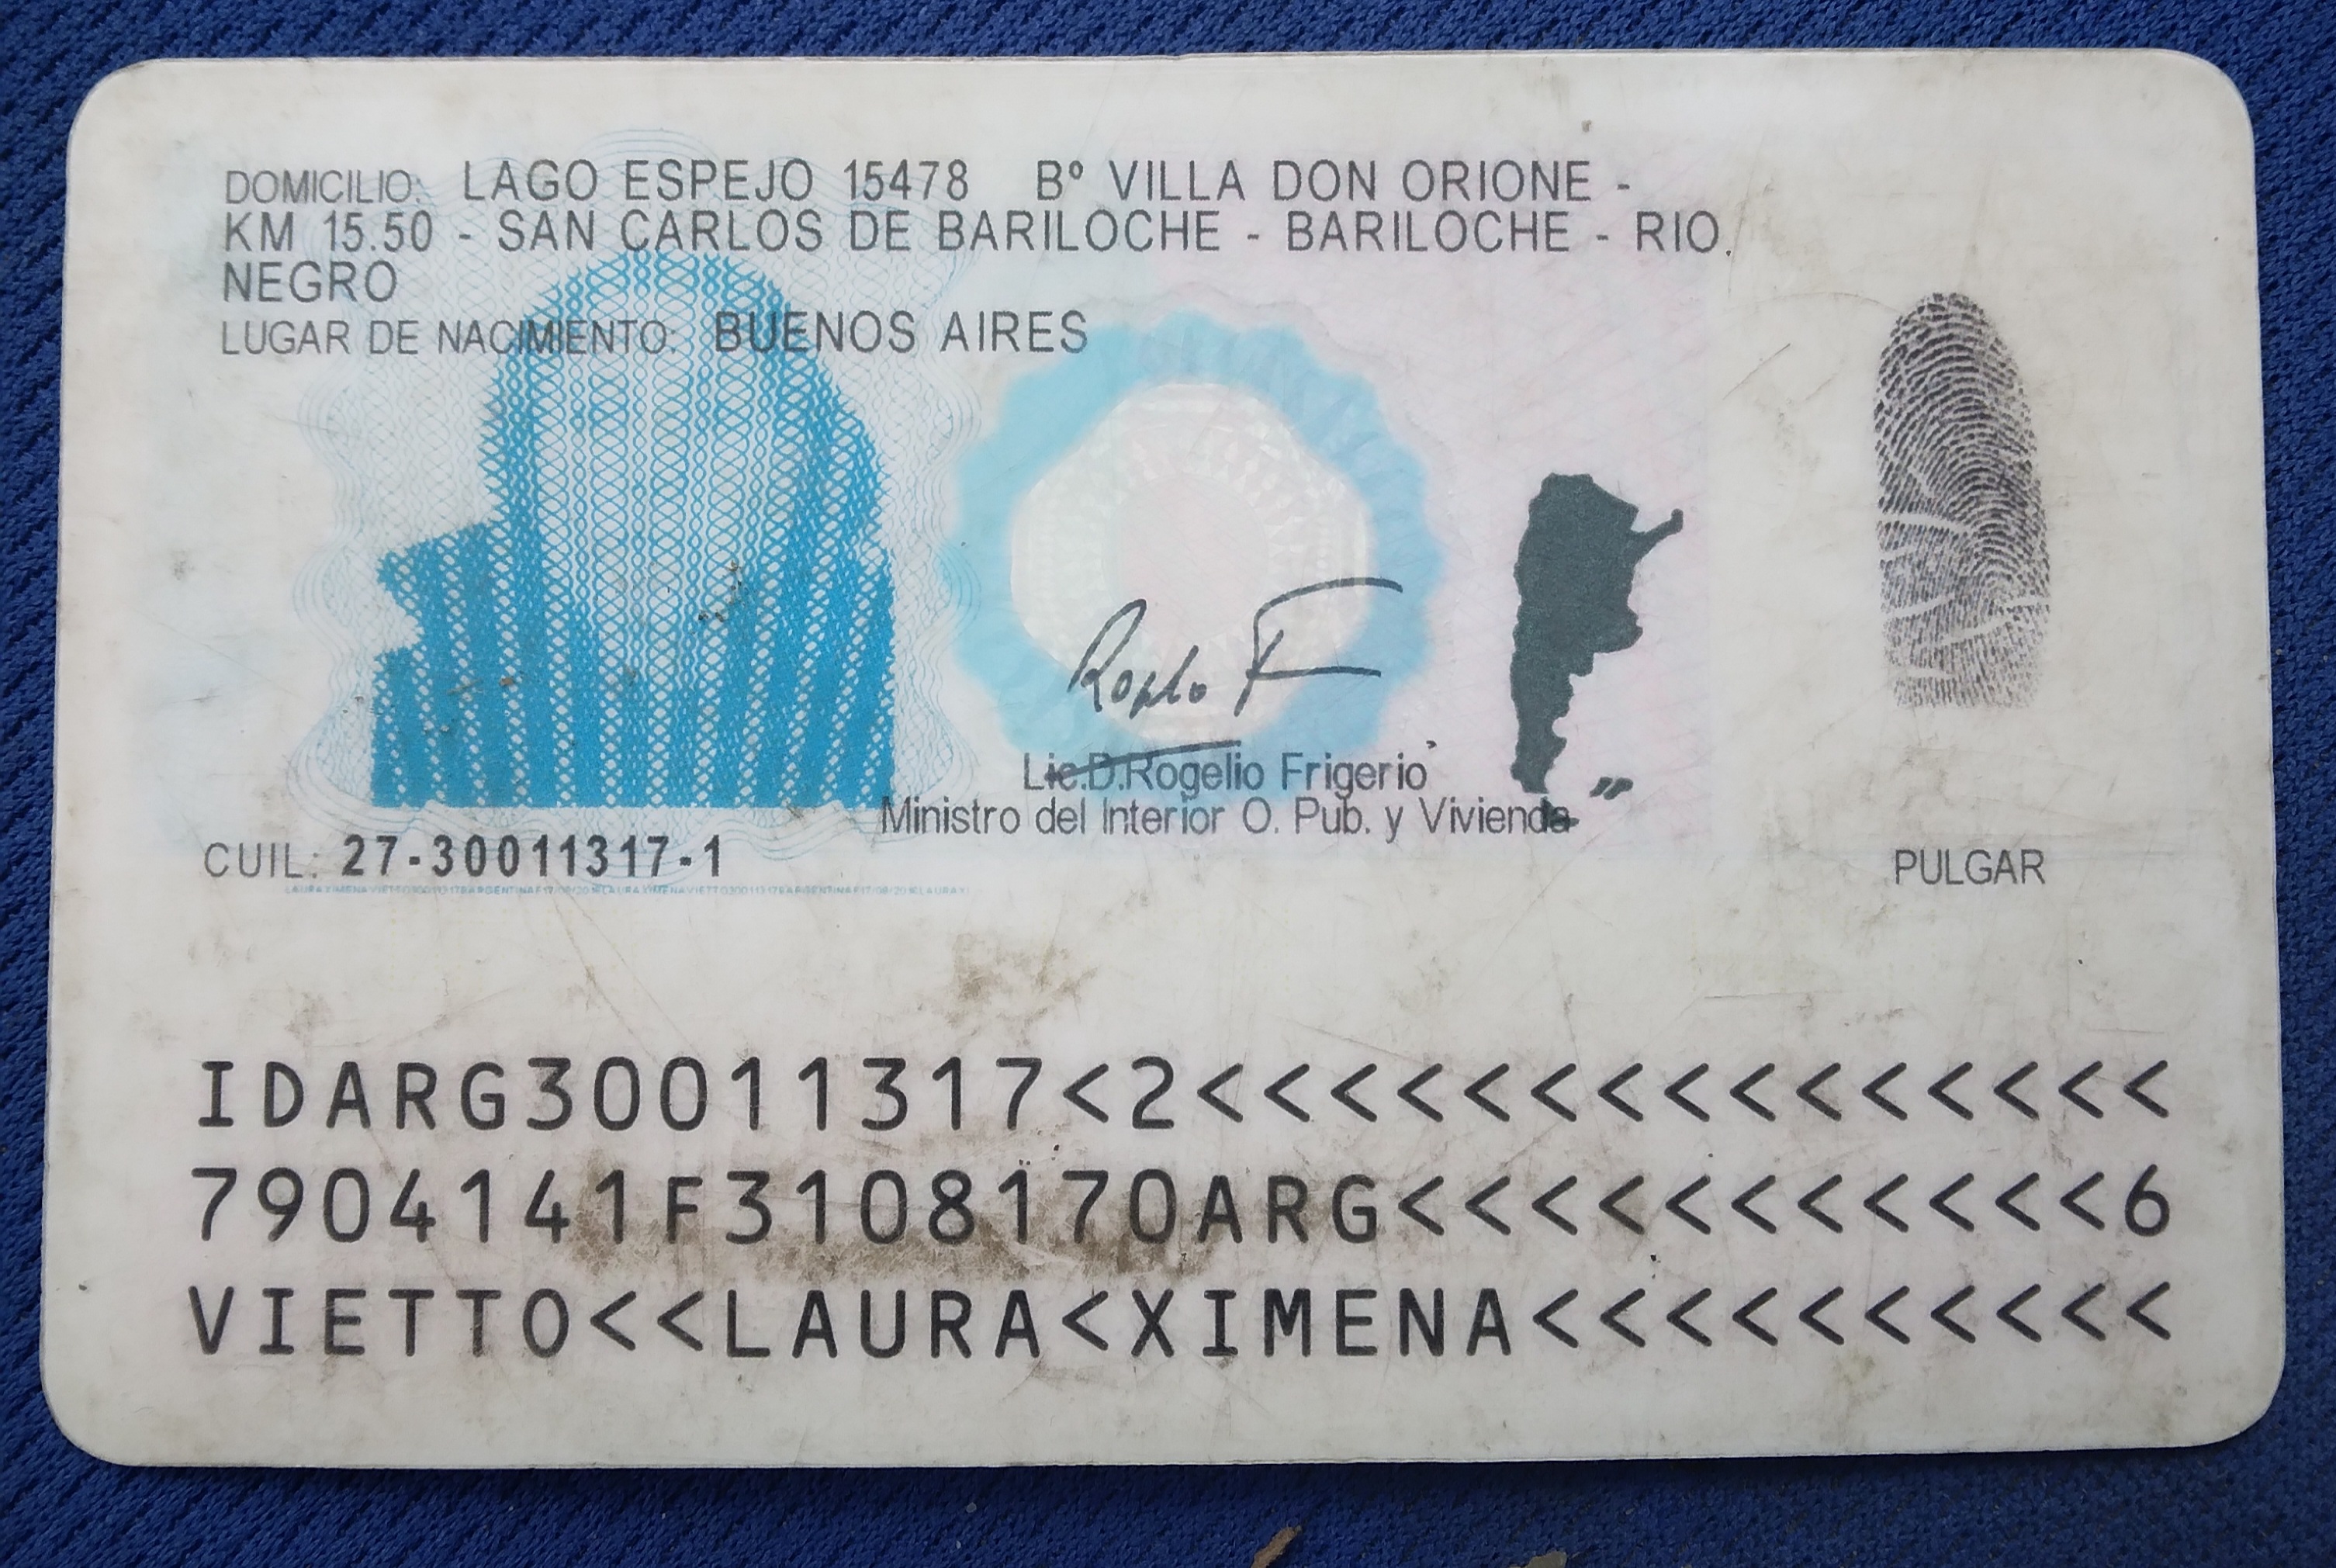 DOMICILIO: LAGO ESPEJO 15478 Bº VILLA DON ORIONE -
KM 15.50 - SAN CARLOS DE BARILOCHE - BARILOCHE - RIO
NEGRO
LUGAR DE NACIMIENTO: BUENOS AIRES
Lic.D.Rogelio Frigerio
Ministro del Interior O. Pub. y Vivienda
CUIL: 27-30011317-1
PULGAR
IDARG30011317<2<<<<<<<<<<<<<<<
7904141F3108170ARG<<<<<<<<<<<6
VIETTO<<LAURA<XIMENA<<<<<<<<<<